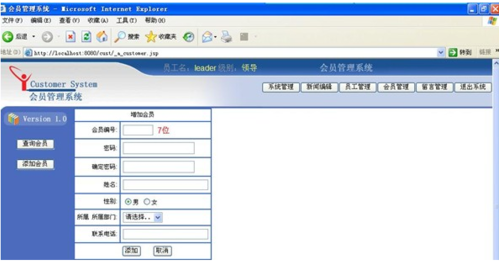 会员管理系统 - Microsoft Internet Explorer
文件(F) 编辑(E) 查看(V) 收藏(A) 工具(T) 帮助(H)
后退 搜索 收藏夹
地址(D) http://localhost:8080/cust/_a_customer.jsp 转到 链接
员工名: leader 级别: 领导 会员管理系统
Customer System
会员管理系统
系统管理 新闻编辑 员工管理 会员管理 留言管理 退出系统
Version 1.0
查询会员
添加会员
增加会员
会员编号: 7位
密码:
确定密码:
姓名:
性别: 男 女
所属 所属部门: 请选择..
联系电话:
添加 取消